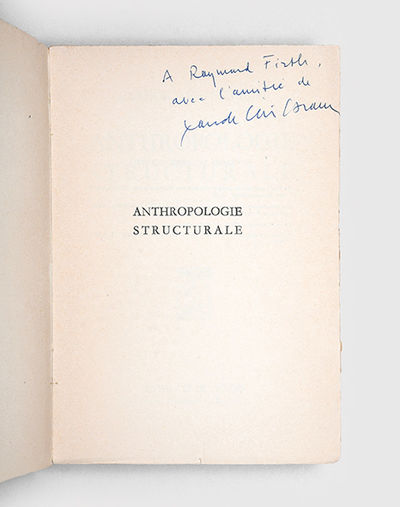 A Raymond Firth,
avec l'amitié de
Claude Lévi-Strauss
ANTHROPOLOGIE
STRUCTURALE